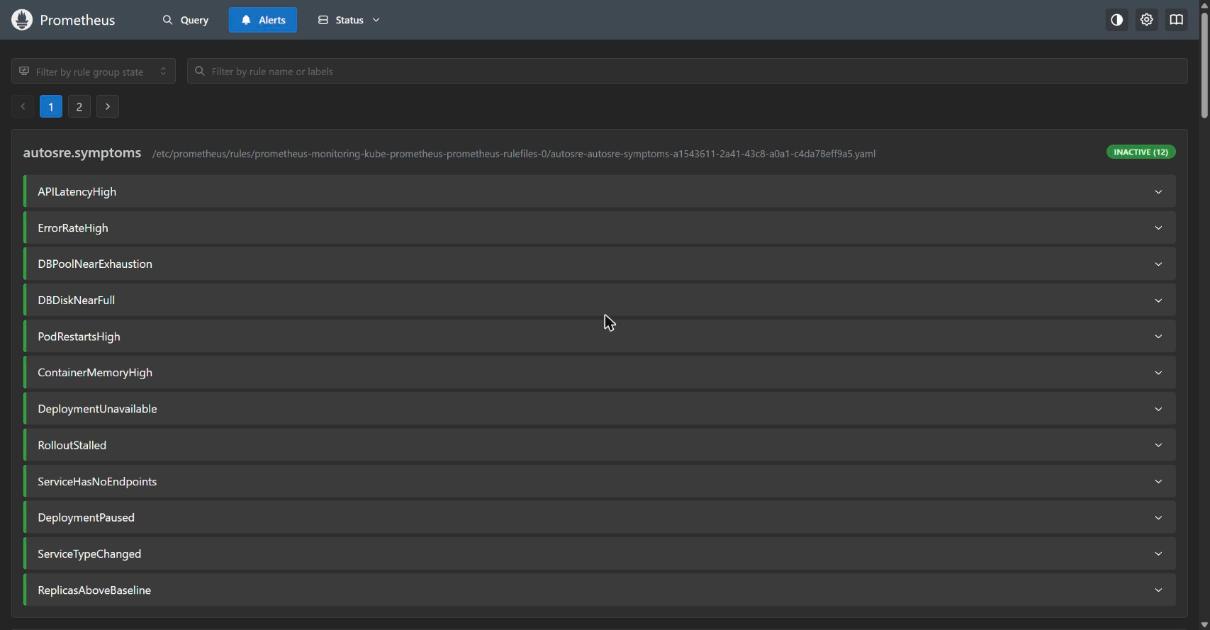 Prometheus Query Alerts Status
Filter by rule group state Filter by rule name or labels
1 2
autosre.symptoms /etc/prometheus/rules/prometheus-monitoring-kube-prometheus-prometheus-rulefiles-0/autosre-autosre-symptoms-a1543611-2a41-43c8-a0a1-c4da78eff9a5.yaml INACTIVE (12)
APILatencyHigh
ErrorRateHigh
DBPoolNearExhaustion
DBDiskNearFull
PodRestartsHigh
ContainerMemoryHigh
DeploymentUnavailable
RolloutStalled
ServiceHasNoEndpoints
DeploymentPaused
ServiceTypeChanged
ReplicasAboveBaseline